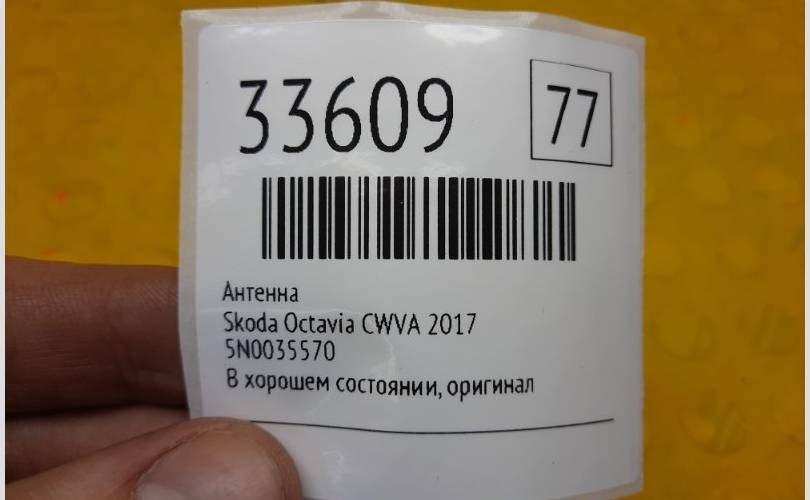 33609
77
Антенна
Skoda Octavia CWVA 2017
5N0035570
В хорошем состоянии, оригинал